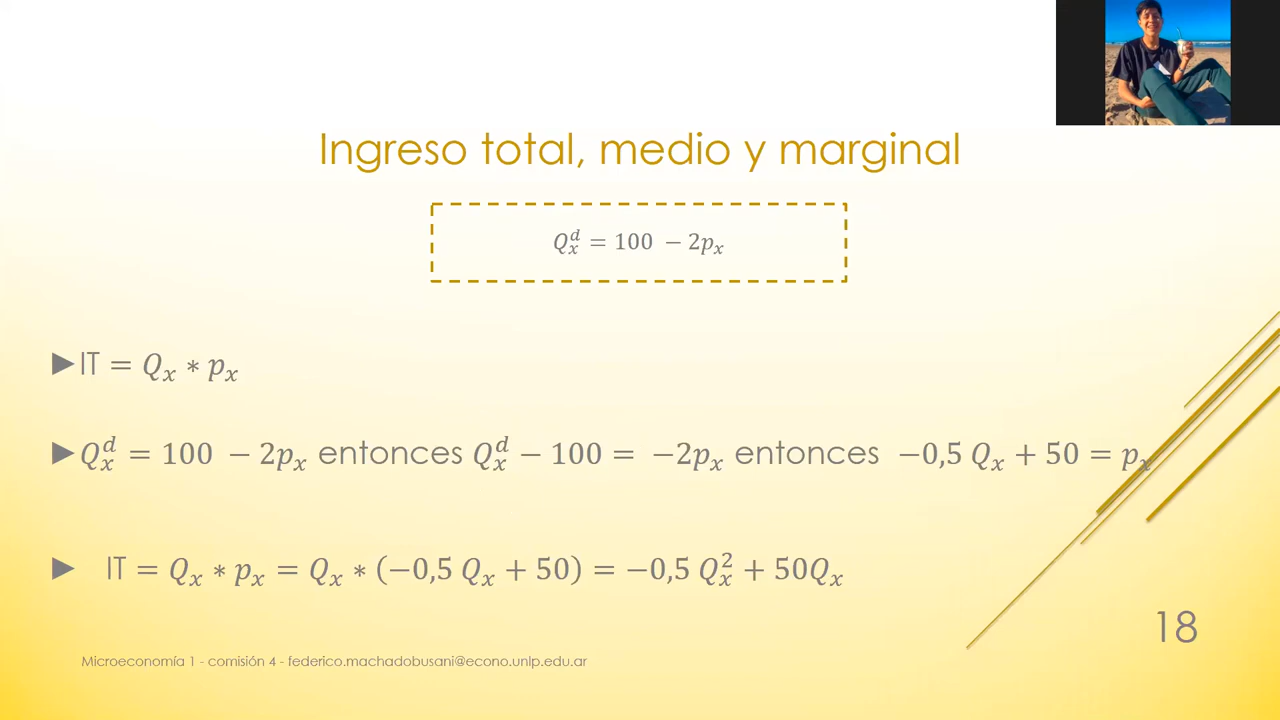 Ingreso total, medio y marginal
$Q_x^d = 100 - 2p_x$
►IT $= Q_x * p_x$
►$Q_x^d = 100 - 2p_x$ entonces $Q_x^d - 100 = -2p_x$ entonces $-0,5\ Q_x + 50 = p_x$
► IT $= Q_x * p_x = Q_x * (-0,5\ Q_x + 50) = -0,5\ Q_x^2 + 50Q_x$
18
Microeconomía 1 - comisión 4 - federico.machadobusani@econo.unlp.edu.ar